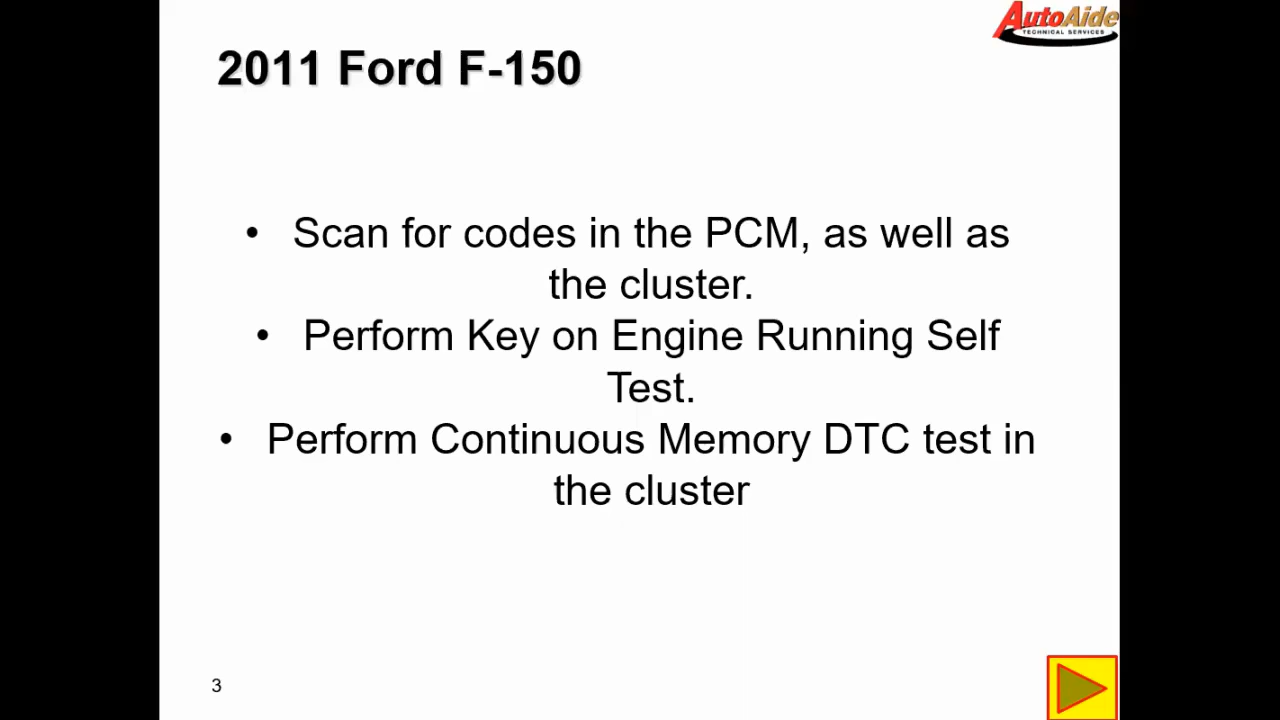 AutoAide
TECHNICAL SERVICES
2011 Ford F-150
• Scan for codes in the PCM, as well as
the cluster.
• Perform Key on Engine Running Self
Test.
• Perform Continuous Memory DTC test in
the cluster
3